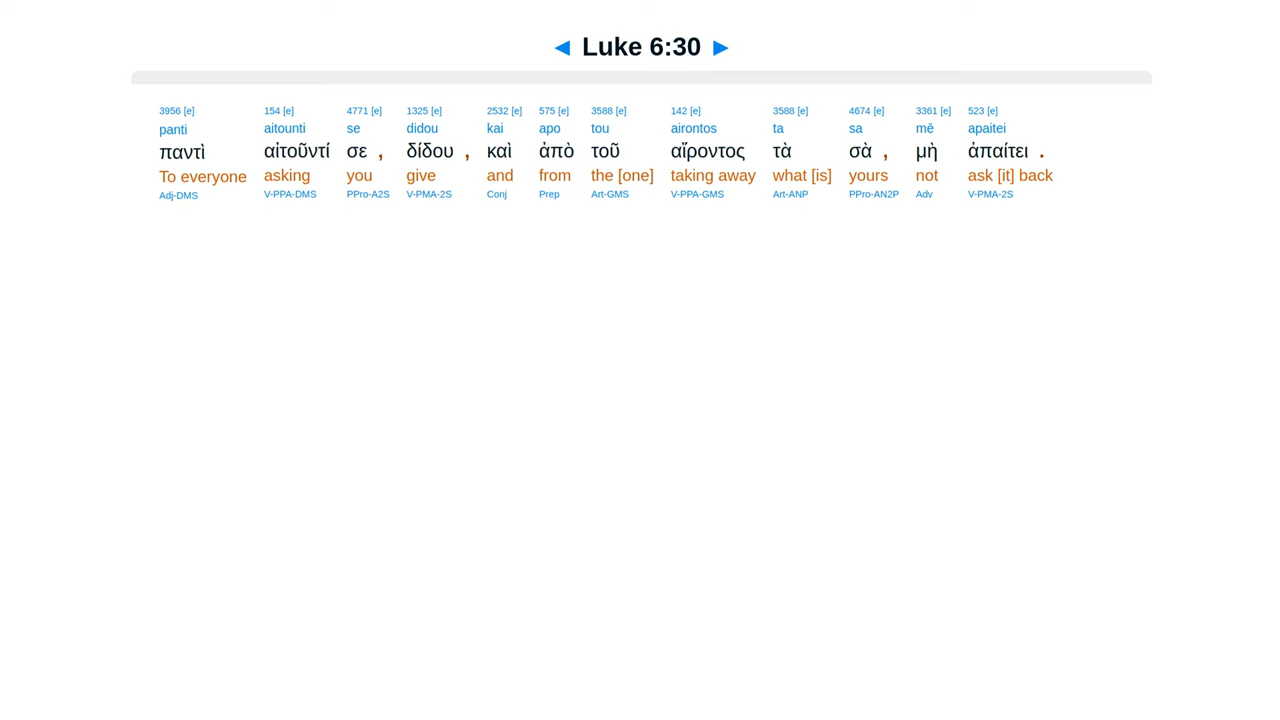 ◄ Luke 6:30 ►
3956 [e] 154 [e] 4771 [e] 1325 [e] 2532 [e] 575 [e] 3588 [e] 142 [e] 3588 [e] 4674 [e] 3361 [e] 523 [e]
panti aitounti se didou kai apo tou airontos ta sa mē apaitei
παντὶ αἰτοῦντί σε , δίδου , καὶ ἀπὸ τοῦ αἴροντος τὰ σὰ , μὴ ἀπαίτει .
To everyone asking you give and from the [one] taking away what [is] yours not ask [it] back
Adj-DMS V-PPA-DMS PPro-A2S V-PMA-2S Conj Prep Art-GMS V-PPA-GMS Art-ANP PPro-AN2P Adv V-PMA-2S